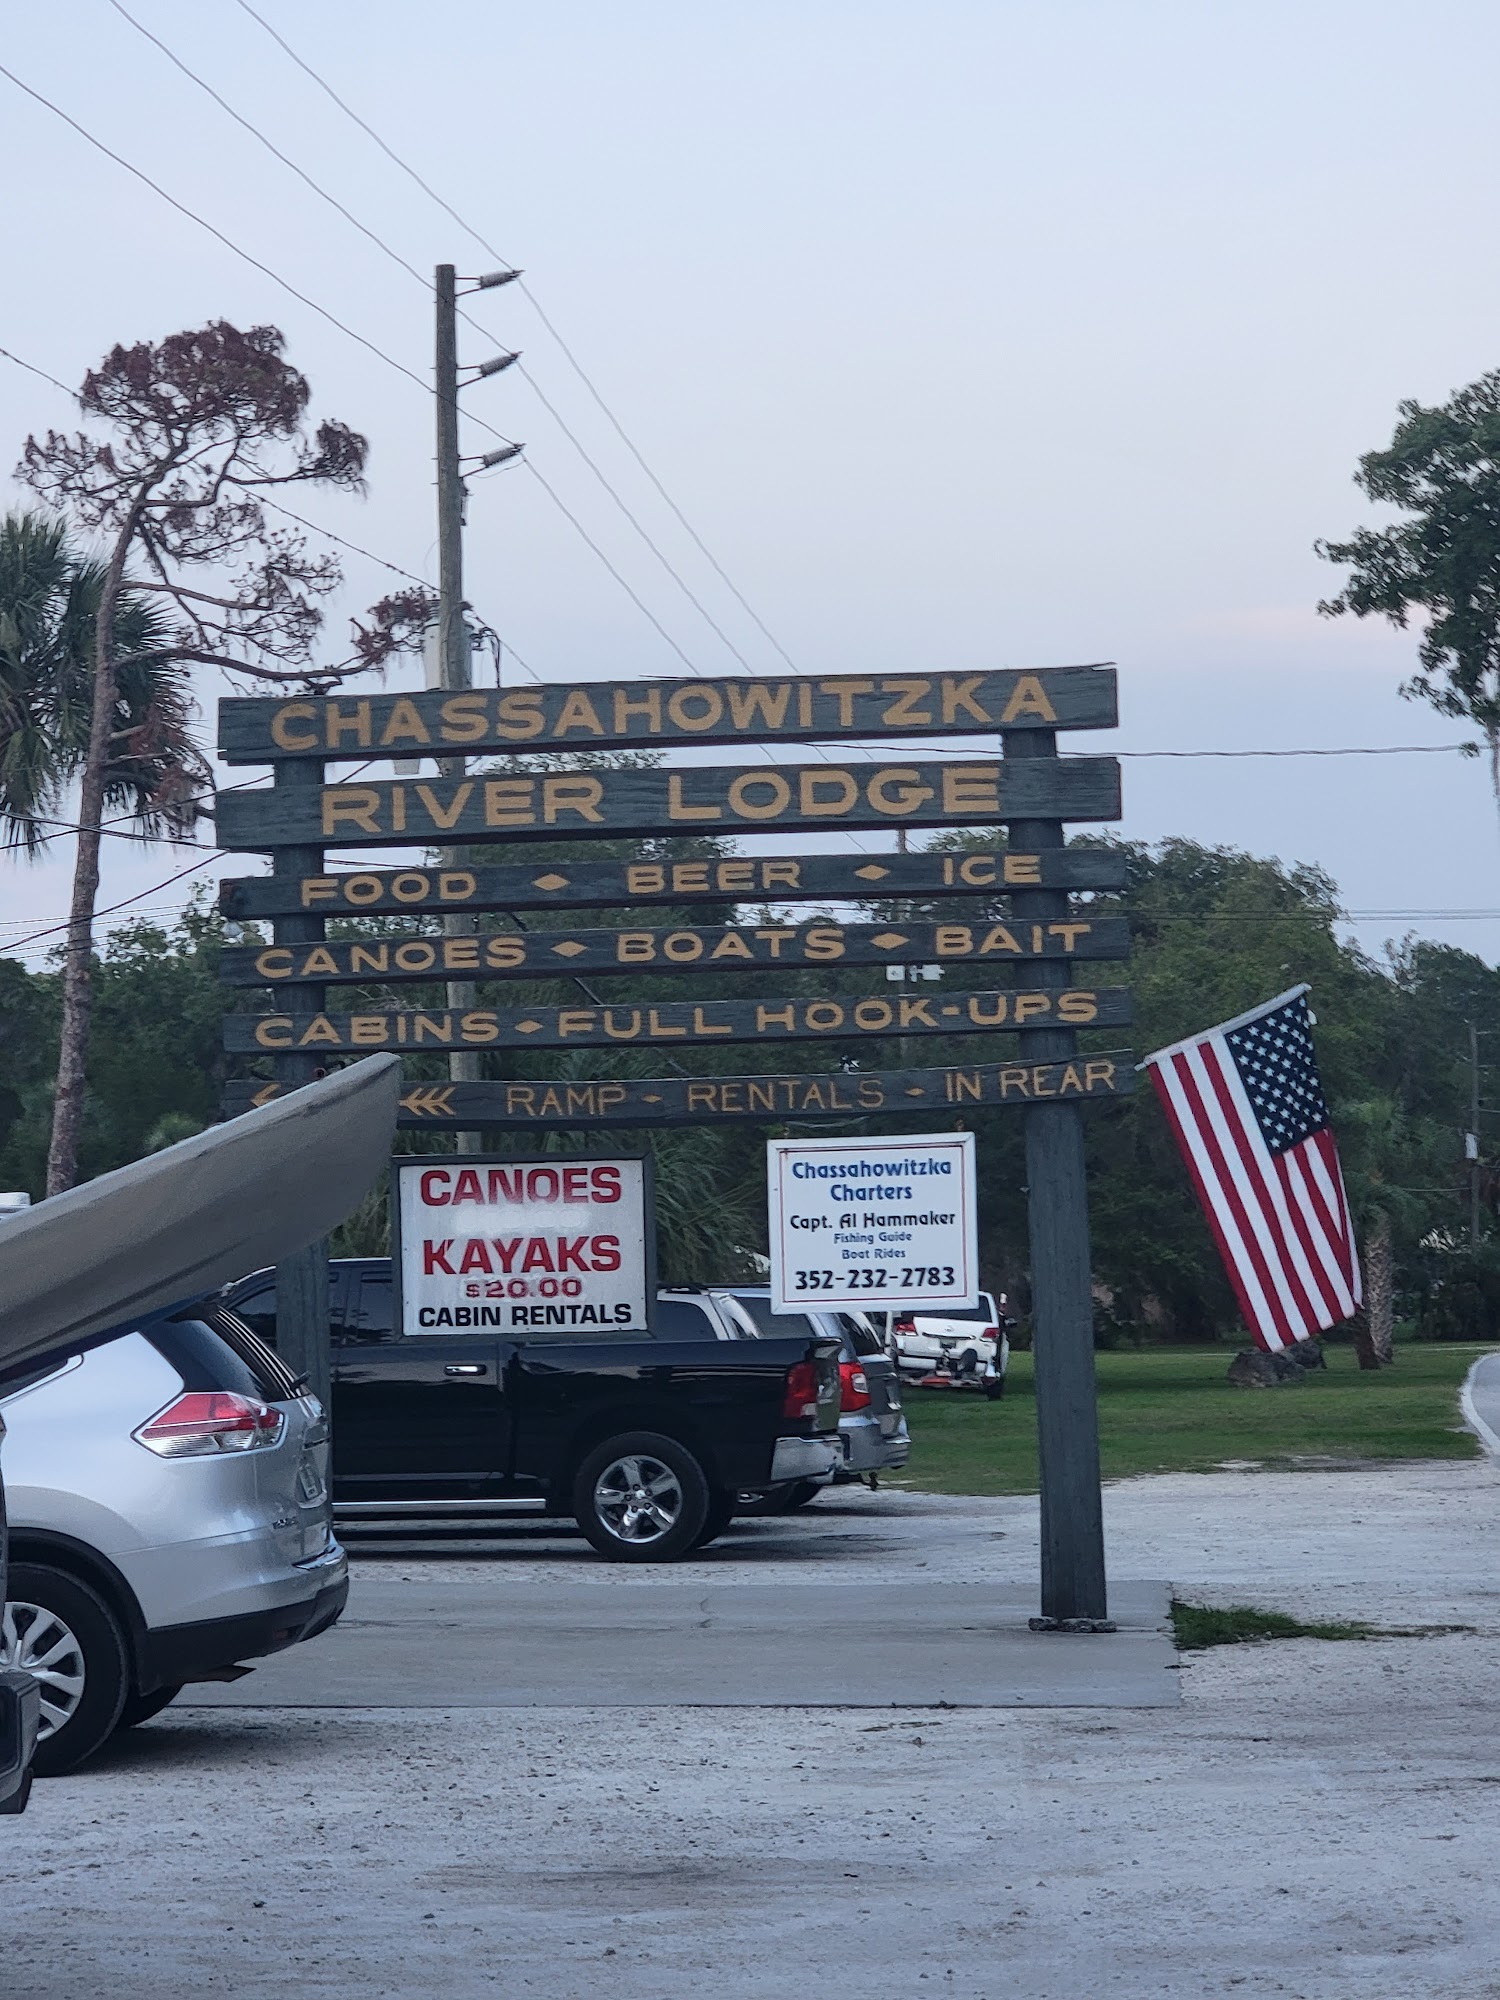 CHASSAHOWITZKA
RIVER LODGE
FOOD ◆ BEER ◆ ICE
CANOES ◆ BOATS ◆ BAIT
CABINS ◆ FULL HOOK-UPS
RAMP - RENTALS - IN REAR
CANOES
KAYAKS
$20.00
CABIN RENTALS
Chassahowitzka
Charters
Capt. Al Hammaker
Fishing Guide
Boat Rides
352-232-2783